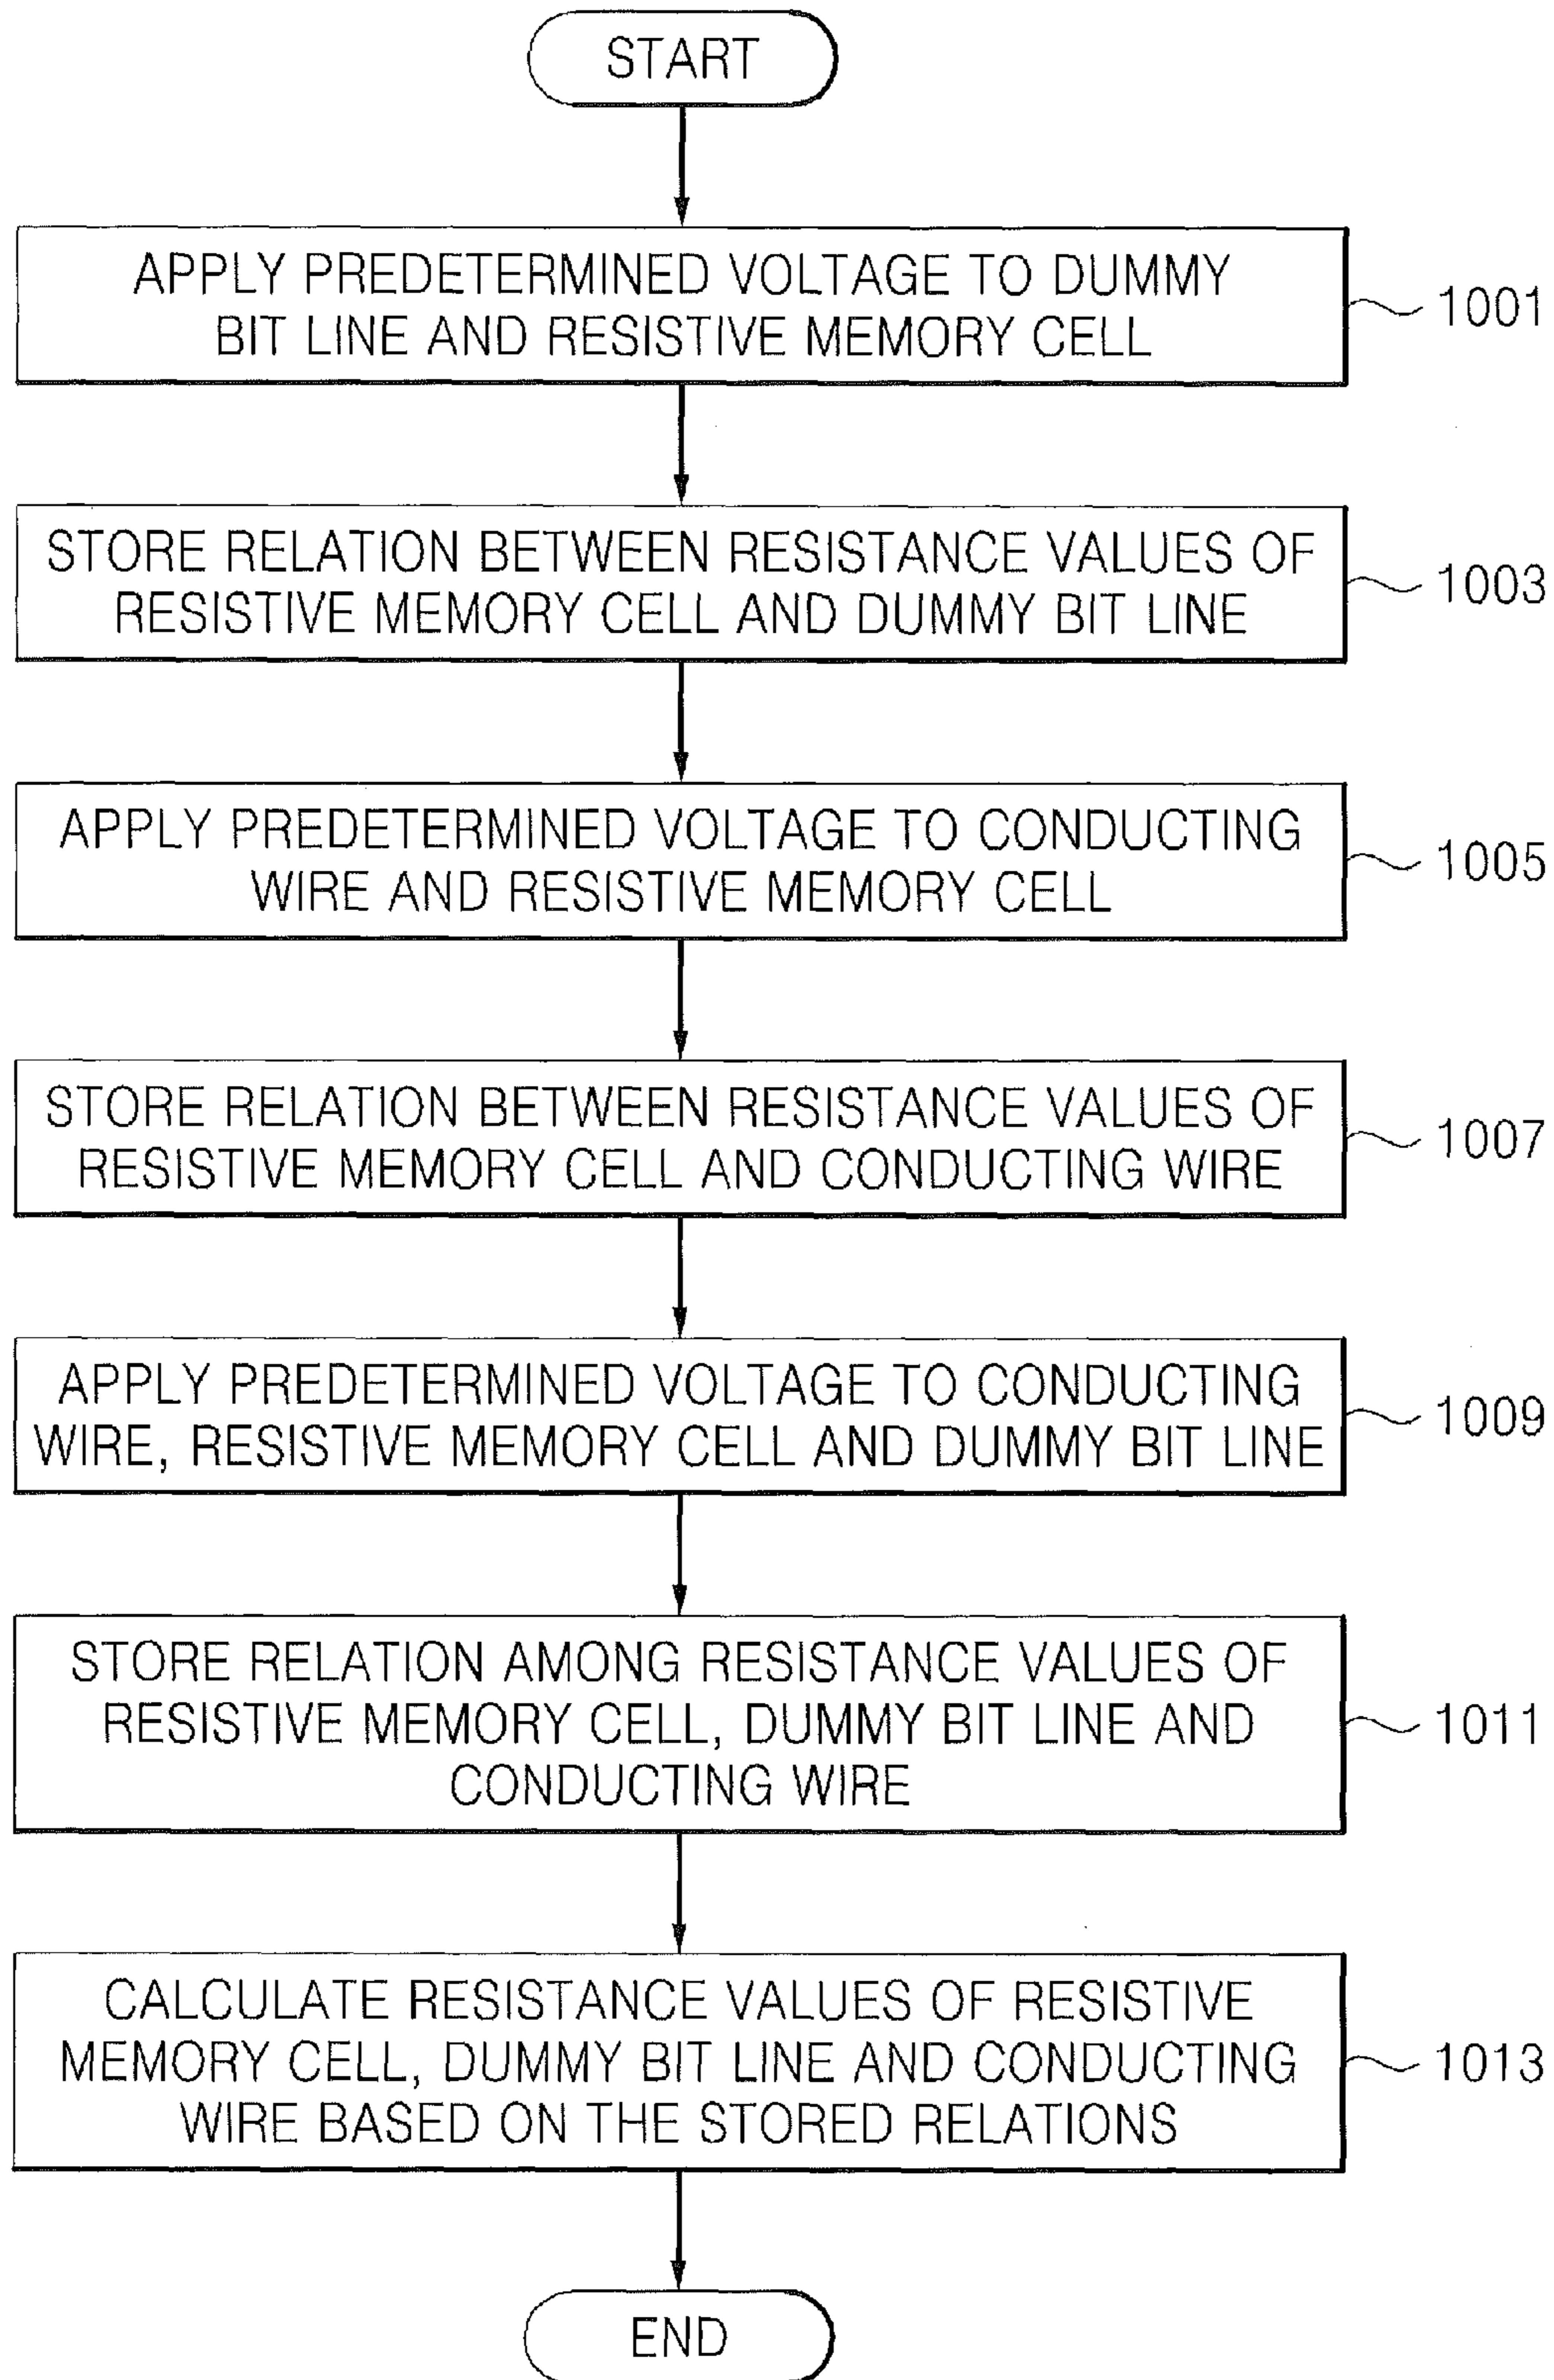 START
APPLY PREDETERMINED VOLTAGE TO DUMMY
BIT LINE AND RESISTIVE MEMORY CELL
1001
STORE RELATION BETWEEN RESISTANCE VALUES OF
RESISTIVE MEMORY CELL AND DUMMY BIT LINE
1003
APPLY PREDETERMINED VOLTAGE TO CONDUCTING
WIRE AND RESISTIVE MEMORY CELL
1005
STORE RELATION BETWEEN RESISTANCE VALUES OF
RESISTIVE MEMORY CELL AND CONDUCTING WIRE
1007
APPLY PREDETERMINED VOLTAGE TO CONDUCTING
WIRE, RESISTIVE MEMORY CELL AND DUMMY BIT LINE
1009
STORE RELATION AMONG RESISTANCE VALUES OF
RESISTIVE MEMORY CELL, DUMMY BIT LINE AND
CONDUCTING WIRE
1011
CALCULATE RESISTANCE VALUES OF RESISTIVE
MEMORY CELL, DUMMY BIT LINE AND CONDUCTING
WIRE BASED ON THE STORED RELATIONS
1013
END